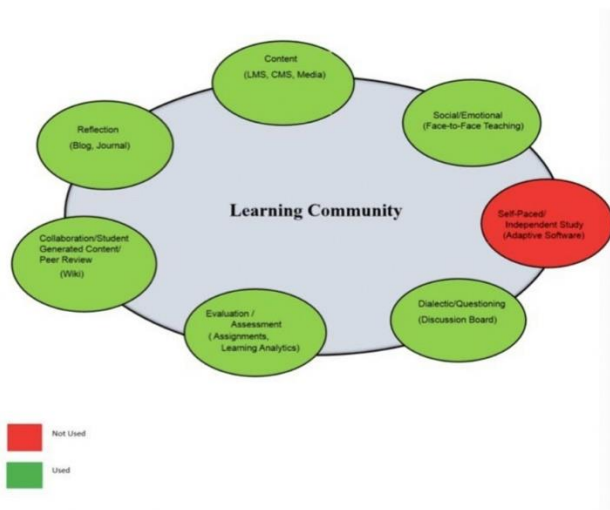 Content
(LMS, CMS, Media)
Social/Emotional
(Face-to-Face Teaching)
Reflection
(Blog, Journal)
Learning Community
Self-Paced/
Independent Study
(Adaptive Software)
Collaboration/Student
Generated Content/
Peer Review
(Wiki)
Evaluation /
Assessment
( Assignments,
Learning Analytics)
Dialectic/Questioning
(Discussion Board)
Not Used
Used